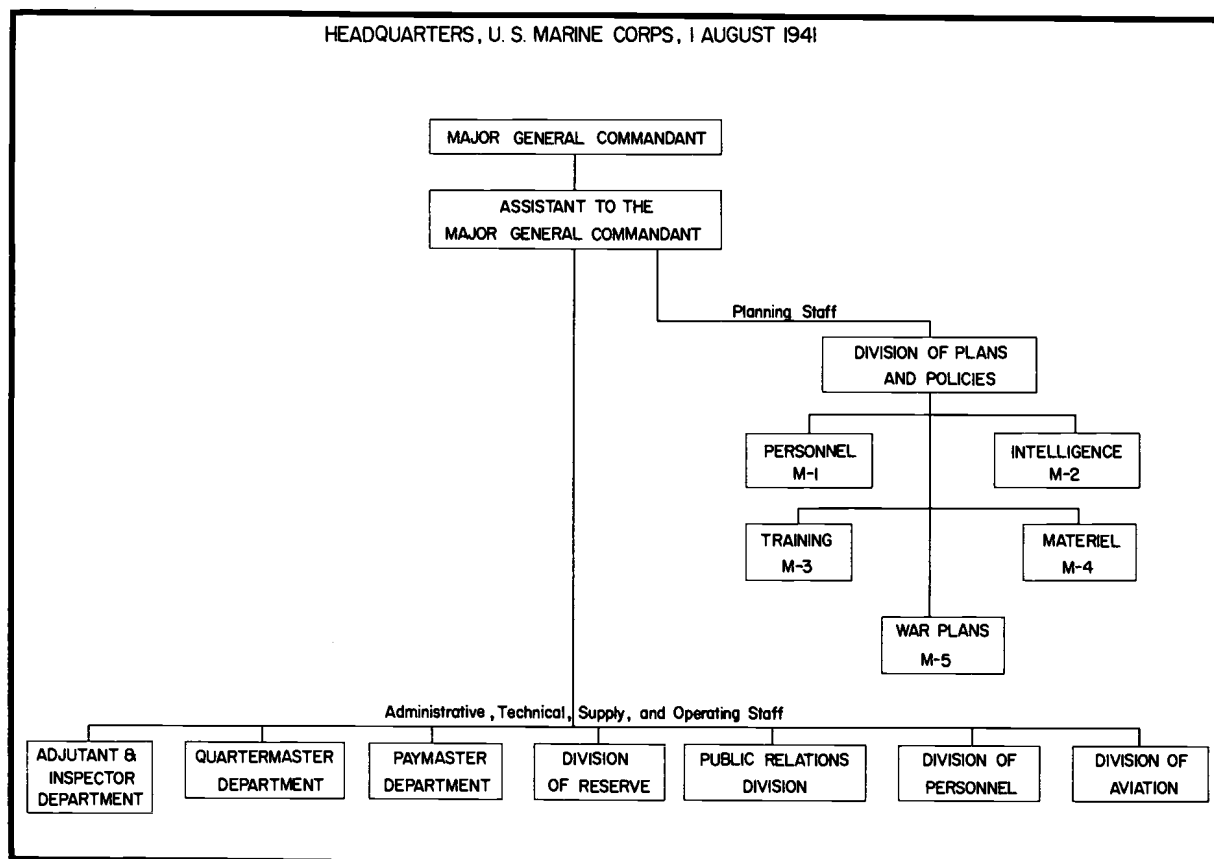 HEADQUARTERS, U. S. MARINE CORPS, 1 AUGUST 1941
MAJOR GENERAL COMMANDANT
ASSISTANT TO THE
MAJOR GENERAL COMMANDANT
Planning Staff
DIVISION OF PLANS
AND POLICIES
PERSONNEL
M-1
INTELLIGENCE
M-2
TRAINING
M-3
MATERIEL
M-4
WAR PLANS
M-5
Administrative, Technical, Supply, and Operating Staff
ADJUTANT &
INSPECTOR
DEPARTMENT
QUARTERMASTER
DEPARTMENT
PAYMASTER
DEPARTMENT
DIVISION
OF RESERVE
PUBLIC RELATIONS
DIVISION
DIVISION OF
PERSONNEL
DIVISION OF
AVIATION